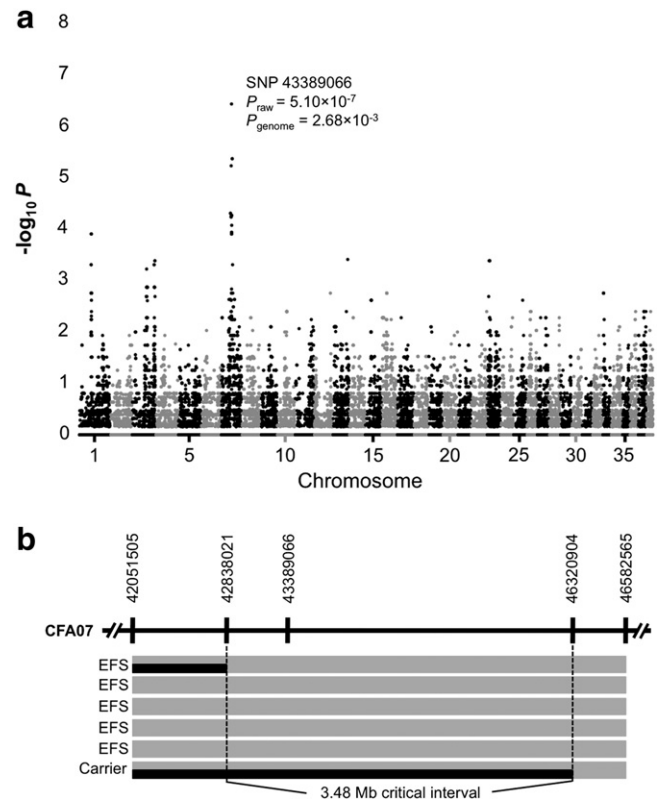 a
8
7
6
5
4
3
2
1
0
-log₁₀ P
SNP 43389066
P_raw = 5.10×10⁻⁷
P_genome = 2.68×10⁻³
1 5 10 15 20 25 30 35
Chromosome
b
42051505 42838021 43389066 46320904 46582565
CFA07
EFS
EFS
EFS
EFS
EFS
Carrier
3.48 Mb critical interval